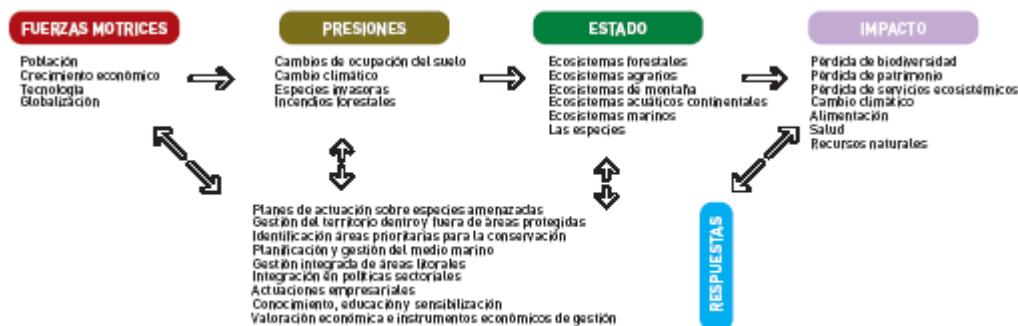 FUERZAS MOTRICES
Población
Crecimiento económico
Tecnología
Globalización
PRESIONES
Cambios de ocupación del suelo
Cambio climático
Especies invasoras
Incendios forestales
ESTADO
Ecosistemas forestales
Ecosistemas agrarios
Ecosistemas de montaña
Ecosistemas acuáticos continentales
Ecosistemas marinos
Las especies
IMPACTO
Pérdida de biodiversidad
Pérdida de patrimonio
Pérdida de servicios ecosistémicos
Cambio climático
Alimentación
Salud
Recursos naturales
Planes de actuación sobre especies amenazadas
Gestión del territorio dentro y fuera de áreas protegidas
Identificación áreas prioritarias para la conservación
Planificación y gestión del medio marino
Gestión integrada de áreas litorales
Integración en políticas sectoriales
Actuaciones empresariales
Conocimiento, educación y sensibilización
Valoración económica e instrumentos económicos de gestión
RESPUESTAS